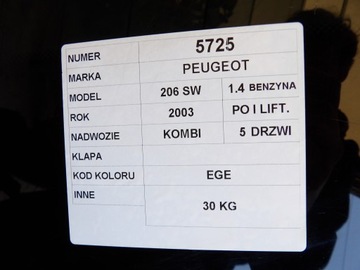 NUMER 5725
MARKA PEUGEOT
MODEL 206 SW 1.4 BENZYNA
ROK 2003 PO I LIFT.
NADWOZIE KOMBI 5 DRZWI
KLAPA
KOD KOLORU EGE
INNE 30 KG